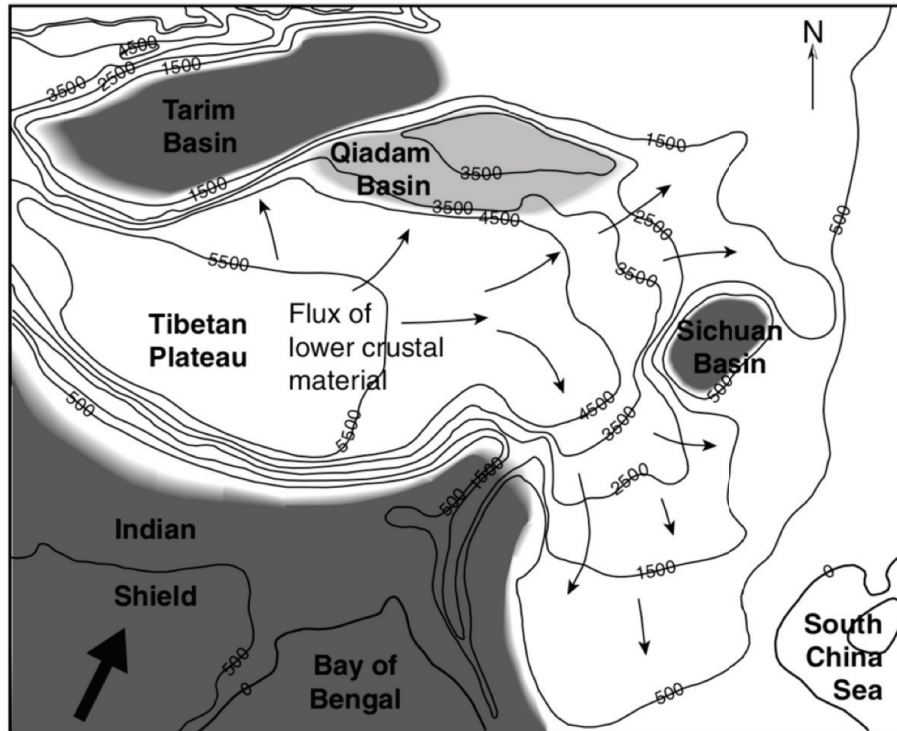 4500
3500
2500
1500
N
Tarim
Basin
1500
Qiadam
Basin
3500
1500
3500
4500
2500
500
5500
3500
Tibetan
Plateau
Flux of
lower crustal
material
Sichuan
Basin
500
500
4500
5500
3500
2500
500
1500
Indian
Shield
1500
0
500
0
Bay of
Bengal
South
China
Sea
500